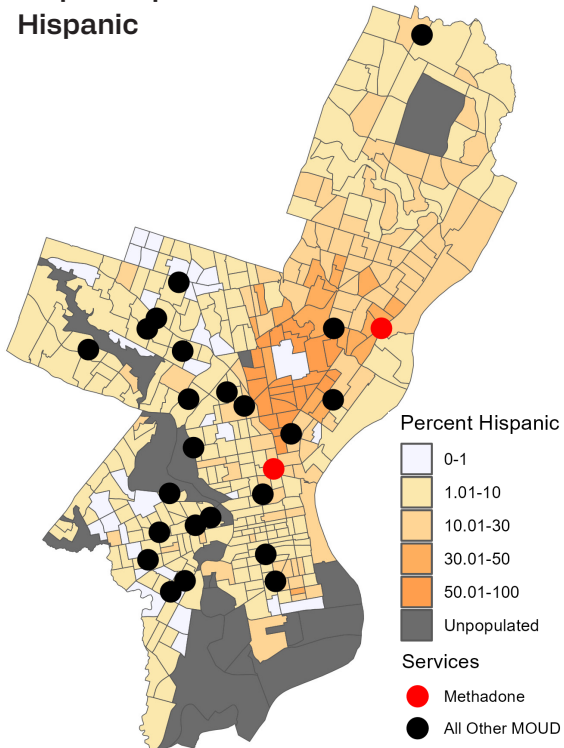 Hispanic
Percent Hispanic
0-1
1.01-10
10.01-30
30.01-50
50.01-100
Unpopulated
Services
Methadone
All Other MOUD